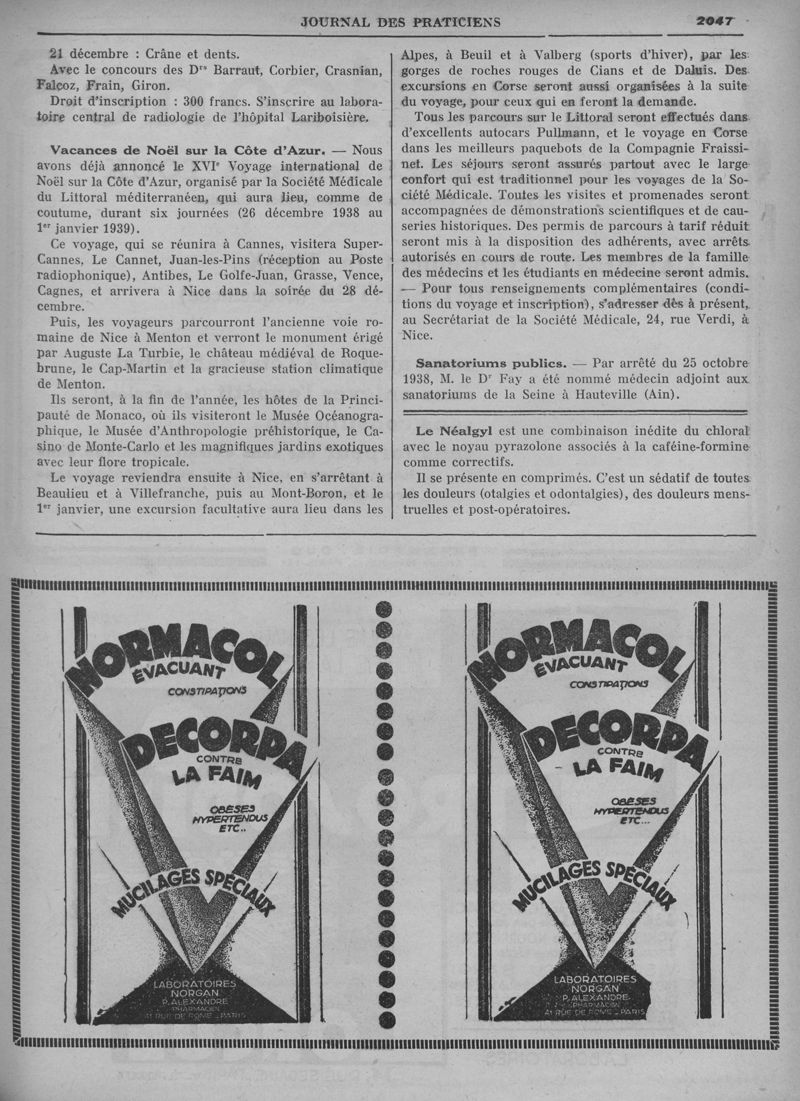 JOURNAL DES PRATICIENS 2047
21 décembre : Crâne et dents.
Avec le concours des Drs Barraut, Corbier, Crasnian,
Falcoz, Frain, Giron.
Droit d'inscription : 300 francs. S'inscrire au labora-
toire central de radiologie de l'hôpital Lariboisière.
Vacances de Noël sur la Côte d'Azur. — Nous
avons déjà annoncé le XVIe Voyage international de
Noël sur la Côte d'Azur, organisé par la Société Médicale
du Littoral méditerranéen, qui aura lieu, comme de
coutume, durant six journées (26 décembre 1938 au
1er janvier 1939).
Ce voyage, qui se réunira à Cannes, visitera Super-
Cannes, Le Cannet, Juan-les-Pins (réception au Poste
radiophonique), Antibes, Le Golfe-Juan, Grasse, Vence,
Cagnes, et arrivera à Nice dans la soirée du 28 dé-
cembre.
Puis, les voyageurs parcourront l'ancienne voie ro-
maine de Nice à Menton et verront le monument érigé
par Auguste La Turbie, le château médiéval de Roque-
brune, le Cap-Martin et la gracieuse station climatique
de Menton.
Ils seront, à la fin de l'année, les hôtes de la Princi-
pauté de Monaco, où ils visiteront le Musée Océanogra-
phique, le Musée d'Anthropologie préhistorique, le Ca-
sino de Monte-Carlo et les magnifiques jardins exotiques
avec leur flore tropicale.
Le voyage reviendra ensuite à Nice, en s'arrêtant à
Beaulieu et à Villefranche, puis au Mont-Boron, et le
1er janvier, une excursion facultative aura lieu dans les
Alpes, à Beuil et à Valberg (sports d'hiver), par les
gorges de roches rouges de Cians et de Daluis. Des
excursions en Corse seront aussi organisées à la suite
du voyage, pour ceux qui en feront la demande.
Tous les parcours sur le Littoral seront effectués dans
d'excellents autocars Pullmann, et le voyage en Corse
dans les meilleurs paquebots de la Compagnie Fraissi-
net. Les séjours seront assurés partout avec le large
confort qui est traditionnel pour les voyages de la So-
ciété Médicale. Toutes les visites et promenades seront
accompagnées de démonstrations scientifiques et de cau-
series historiques. Des permis de parcours à tarif réduit
seront mis à la disposition des adhérents, avec arrêts
autorisés en cours de route. Les membres de la famille
des médecins et les étudiants en médecine seront admis.
— Pour tous renseignements complémentaires (condi-
tions du voyage et inscription), s'adresser dès à présent,
au Secrétariat de la Société Médicale, 24, rue Verdi, à
Nice.
Sanatoriums publics. — Par arrêté du 25 octobre
1938, M. le Dr Fay a été nommé médecin adjoint aux
sanatoriums de la Seine à Hauteville (Ain).
Le Néalgyl est une combinaison inédite du chloral
avec le noyau pyrazolone associés à la caféine-formine
comme correctifs.
Il se présente en comprimés. C'est un sédatif de toutes
les douleurs (otalgies et odontalgies), des douleurs mens-
truelles et post-opératoires.
NORMACOL
ÉVACUANT
CONSTIPATIONS
DECORPA
CONTRE
LA FAIM
OBESES
HYPERTENDUS
ETC..
MUCILAGES SPÉCIAUX
LABORATOIRES
NORGAN
P. ALEXANDRE
PHARMACIEN
41 RUE DE ROME _ PARIS
NORMACOL
ÉVACUANT
CONSTIPATIONS
DECORPA
CONTRE
LA FAIM
OBESES
HYPERTENDUS
ETC...
MUCILAGES SPÉCIAUX
LABORATOIRES
NORGAN
P. ALEXANDRE
PHARMACIEN
41 RUE DE ROME _ PARIS